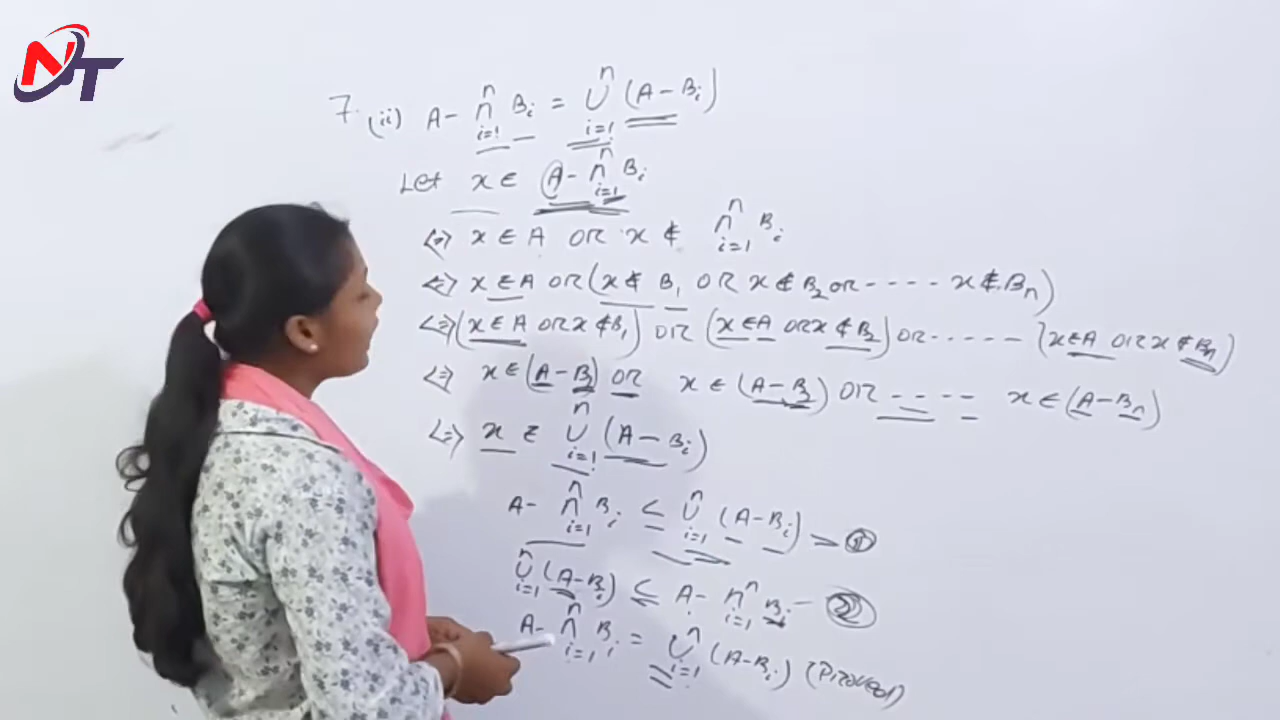 NT
7. (ii) A - ∩ⁿᵢ₌₁ Bᵢ = ∪ⁿᵢ₌₁ (A - Bᵢ)
Let x ∈ A - ∩ⁿᵢ₌₁ Bᵢ
<=> x ∈ A OR x ∉ ∩ⁿᵢ₌₁ Bᵢ
<=> x ∈ A OR (x ∉ B₁ OR x ∉ B₂ OR ---- x ∉ Bₙ)
<=> (x ∈ A OR x ∉ B₁) OR (x ∈ A OR x ∉ B₂) OR ------ (x ∈ A OR x ∉ Bₙ)
<=> x ∈ (A - B₁) OR x ∈ (A - B₂) OR ---- x ∈ (A - Bₙ)
<=> x ∈ ∪ⁿᵢ₌₁ (A - Bᵢ)
A - ∩ⁿᵢ₌₁ Bᵢ ⊆ ∪ⁿᵢ₌₁ (A - Bᵢ) - ①
∪ⁿᵢ₌₁ (A - Bᵢ) ⊆ A - ∩ⁿᵢ₌₁ Bᵢ - ②
A - ∩ⁿᵢ₌₁ Bᵢ = ∪ⁿᵢ₌₁ (A - Bᵢ) (Proved)